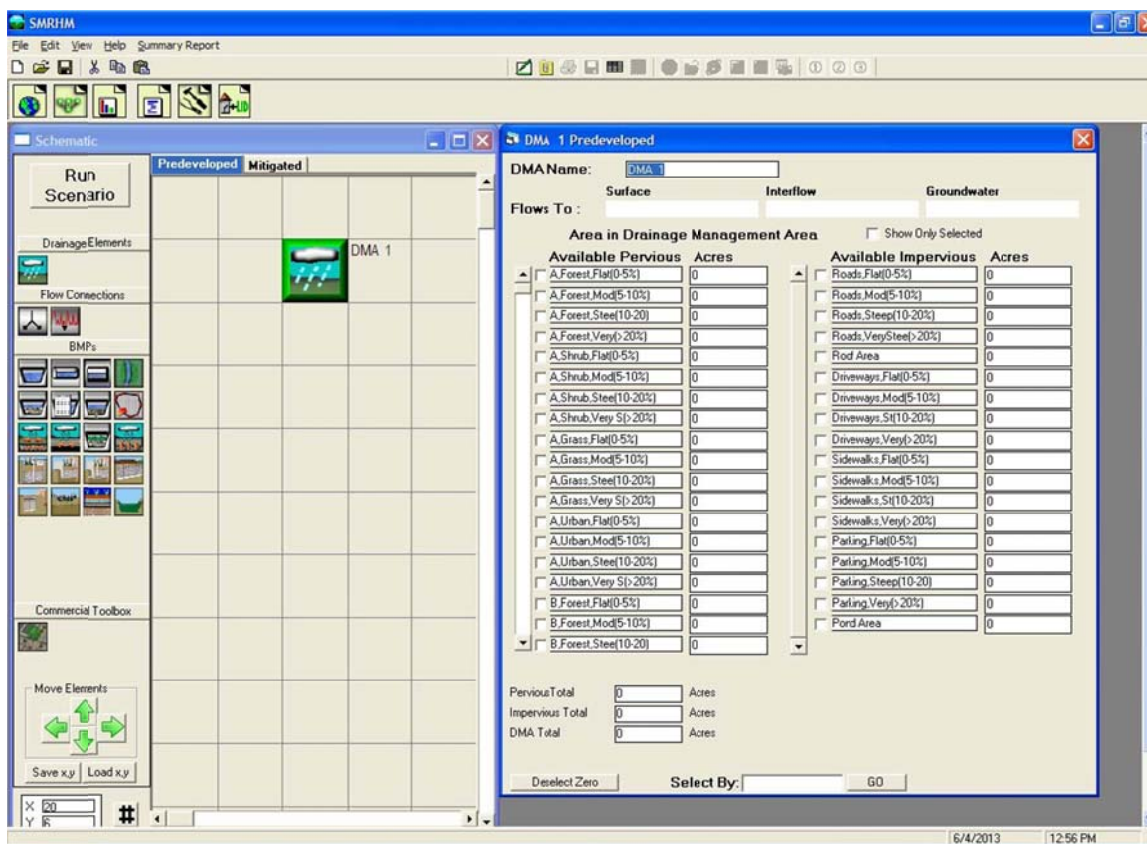 SMRHM
File Edit View Help Summary Report
Schematic
Run
Scenario
Drainage Elements
Flow Connections
BMPs
Commercial Toolbox
Move Elements
Save x,y Load x,y
X 20
Y 6
#
Predeveloped Mitigated
DMA 1
DMA 1 Predeveloped
DMA Name: DMA 1
Surface Interflow Groundwater
Flows To :
Area in Drainage Management Area Show Only Selected
Available Pervious Acres Available Impervious Acres
A,Forest,Flat(0-5%) 0 Roads,Flat(0-5%) 0
A,Forest,Mod(5-10%) 0 Roads,Mod(5-10%) 0
A,Forest,Stee(10-20) 0 Roads,Steep(10-20%) 0
A,Forest,Very(>20%) 0 Roads,VeryStee(>20%) 0
A,Shrub,Flat(0-5%) 0 Roof Area 0
A,Shrub,Mod(5-10%) 0 Driveways,Flat(0-5%) 0
A,Shrub,Stee(10-20%) 0 Driveways,Mod(5-10%) 0
A,Shrub,Very S(>20%) 0 Driveways,St(10-20%) 0
A,Grass,Flat(0-5%) 0 Driveways,Very(>20%) 0
A,Grass,Mod(5-10%) 0 Sidewalks,Flat(0-5%) 0
A,Grass,Stee(10-20%) 0 Sidewalks,Mod(5-10%) 0
A,Grass,Very S(>20%) 0 Sidewalks,St(10-20%) 0
A,Urban,Flat(0-5%) 0 Sidewalks,Very(>20%) 0
A,Urban,Mod(5-10%) 0 Parking,Flat(0-5%) 0
A,Urban,Stee(10-20%) 0 Parking,Mod(5-10%) 0
A,Urban,Very S(>20%) 0 Parking,Steep(10-20) 0
B,Forest,Flat(0-5%) 0 Parking,Very(>20%) 0
B,Forest,Mod(5-10%) 0 Pond Area 0
B,Forest,Stee(10-20) 0
Pervious Total 0 Acres
Impervious Total 0 Acres
DMA Total 0 Acres
Deselect Zero Select By: GO
6/4/2013 12:56 PM